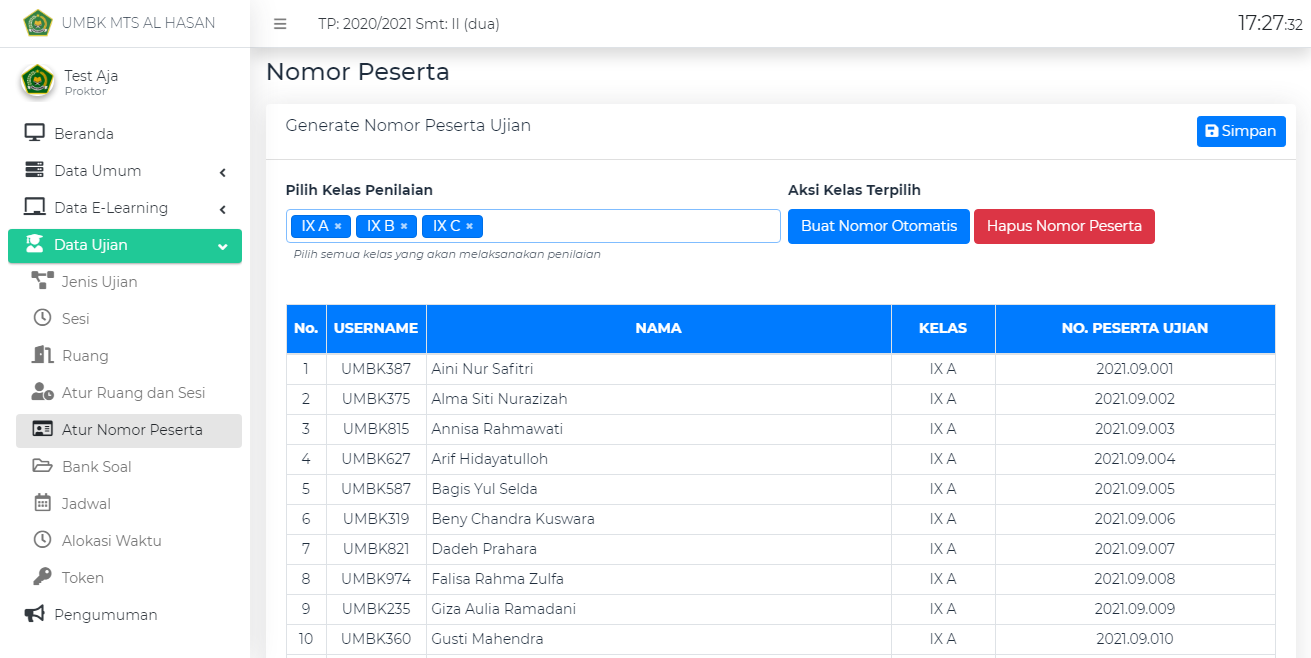 UMBK MTS AL HASAN
TP: 2020/2021 Smt: II (dua)
17:27:32
Test Aja
Proktor
Beranda
Data Umum
Data E-Learning
Data Ujian
Jenis Ujian
Sesi
Ruang
Atur Ruang dan Sesi
Atur Nomor Peserta
Bank Soal
Jadwal
Alokasi Waktu
Token
Pengumuman
Nomor Peserta
Generate Nomor Peserta Ujian
Simpan
Pilih Kelas Penilaian
Aksi Kelas Terpilih
IX A × IX B × IX C ×
Buat Nomor Otomatis Hapus Nomor Peserta
Pilih semua kelas yang akan melaksanakan penilaian
No. USERNAME NAMA KELAS NO. PESERTA UJIAN
1 UMBK387 Aini Nur Safitri IX A 2021.09.001
2 UMBK375 Alma Siti Nurazizah IX A 2021.09.002
3 UMBK815 Annisa Rahmawati IX A 2021.09.003
4 UMBK627 Arif Hidayatulloh IX A 2021.09.004
5 UMBK587 Bagis Yul Selda IX A 2021.09.005
6 UMBK319 Beny Chandra Kuswara IX A 2021.09.006
7 UMBK821 Dadeh Prahara IX A 2021.09.007
8 UMBK974 Falisa Rahma Zulfa IX A 2021.09.008
9 UMBK235 Giza Aulia Ramadani IX A 2021.09.009
10 UMBK360 Gusti Mahendra IX A 2021.09.010